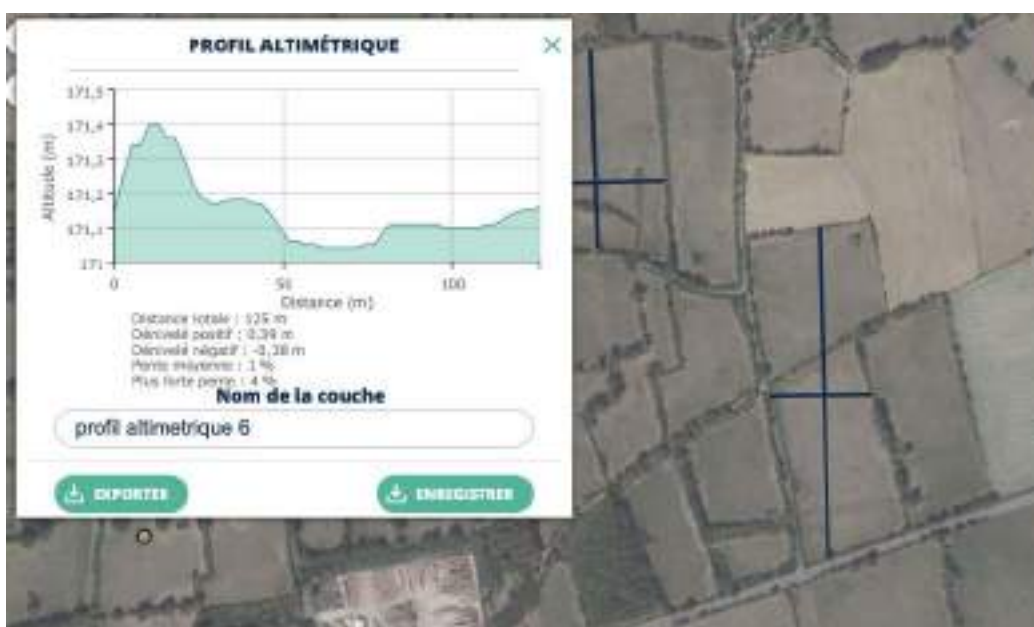 PROFIL ALTIMÉTRIQUE
171,5
171,4
171,3
171,2
171,1
171
Altitude (m)
0
50
100
Distance (m)
Distance totale : 125 m
Dénivelé positif : 0,39 m
Dénivelé négatif : -0,38 m
Pente moyenne : 1 %
Plus forte pente : 4 %
Nom de la couche
profil altimetrique 6
EXPORTER
ENREGISTRER